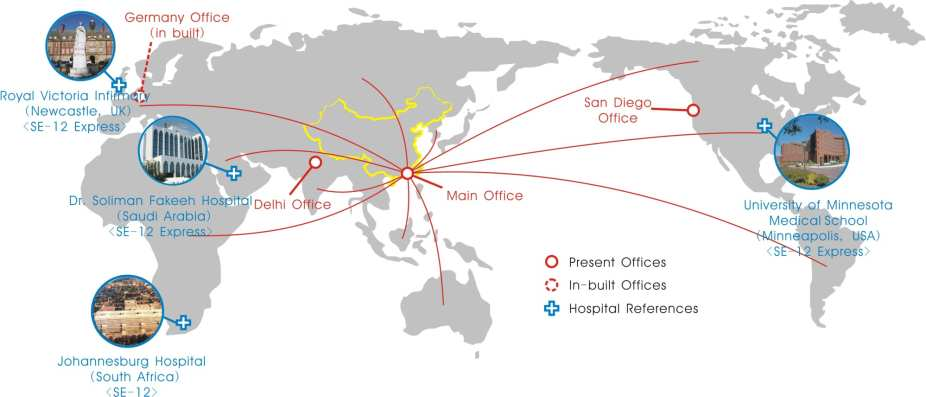 Germany Office
(in built)
Royal Victoria Infirmary
(Newcastle, UK)
<SE-12 Express>
Dr. Soliman Fakeeh Hospital
(Saudi Arabia)
<SE-12 Express>
Delhi Office
Main Office
San Diego
Office
University of Minnesota
Medical School
(Minneapolis, USA)
<SE-12 Express>
Present Offices
In-built Offices
Hospital References
Johannesburg Hospital
(South Africa)
<SE-12>